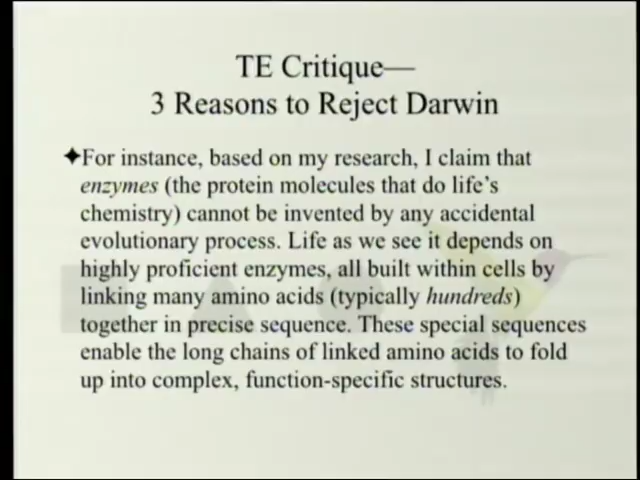 TE Critique—
3 Reasons to Reject Darwin
✦For instance, based on my research, I claim that
enzymes (the protein molecules that do life's
chemistry) cannot be invented by any accidental
evolutionary process. Life as we see it depends on
highly proficient enzymes, all built within cells by
linking many amino acids (typically hundreds)
together in precise sequence. These special sequences
enable the long chains of linked amino acids to fold
up into complex, function-specific structures.